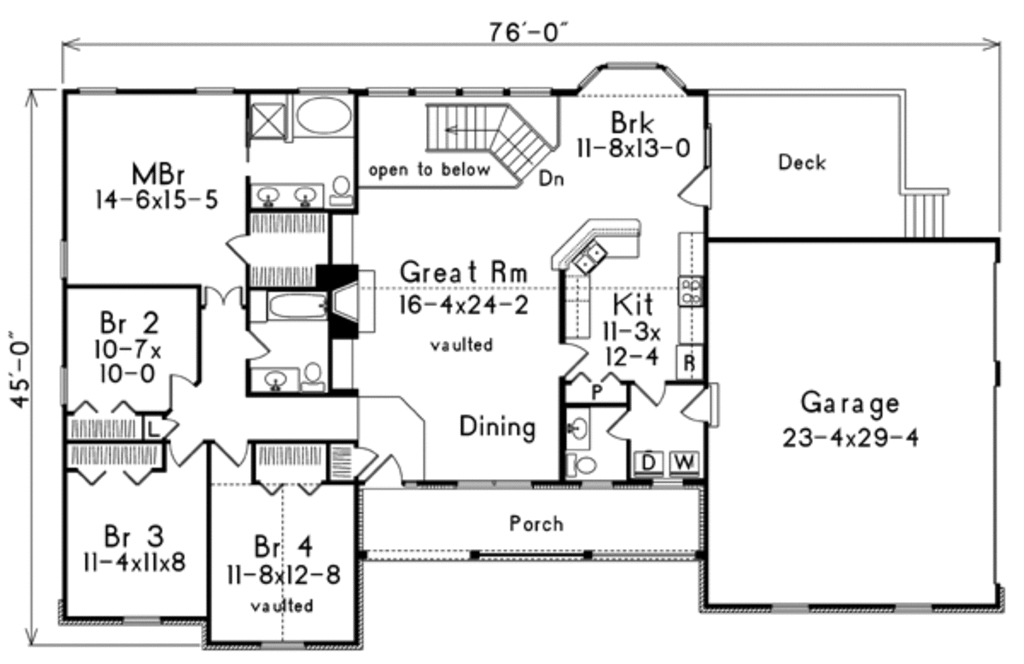 76'-0"
45'-0"
MBr
14-6x15-5
open to below
Dn
Brk
11-8x13-0
Deck
Great Rm
16-4x24-2
vaulted
Kit
11-3x
12-4
R
P
Br 2
10-7x
10-0
L
Dining
D W
Garage
23-4x29-4
Porch
Br 3
11-4x11x8
Br 4
11-8x12-8
vaulted